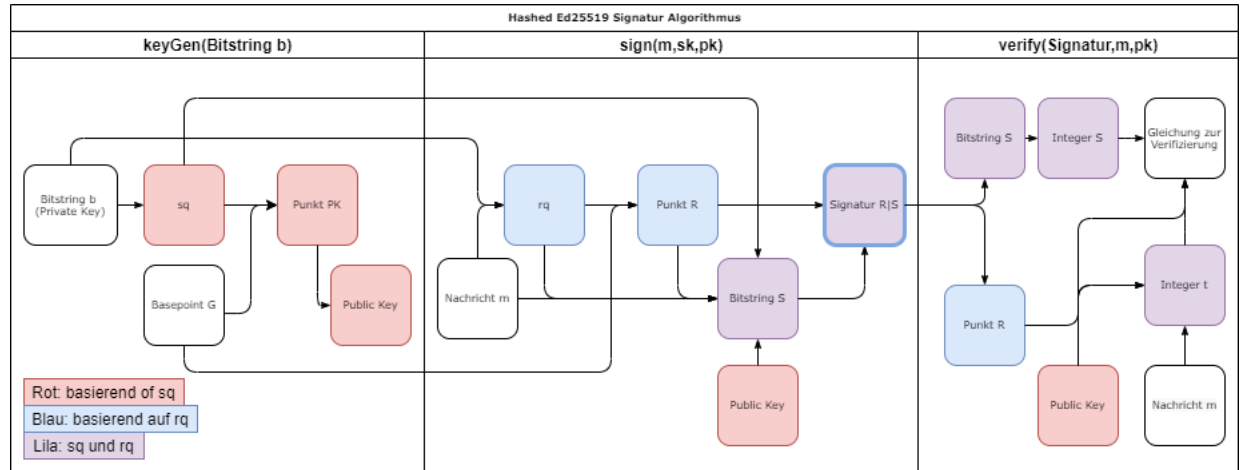 Hashed Ed25519 Signatur Algorithmus
keyGen(Bitstring b)
sign(m,sk,pk)
verify(Signatur,m,pk)
Bitstring b
(Private Key)
sq
Punkt PK
Basepoint G
Public Key
Rot: basierend of sq
Blau: basierend auf rq
Lila: sq und rq
rq
Punkt R
Signatur R|S
Nachricht m
Bitstring S
Public Key
Bitstring S
Integer S
Gleichung zur
Verifizierung
Punkt R
Integer t
Public Key
Nachricht m